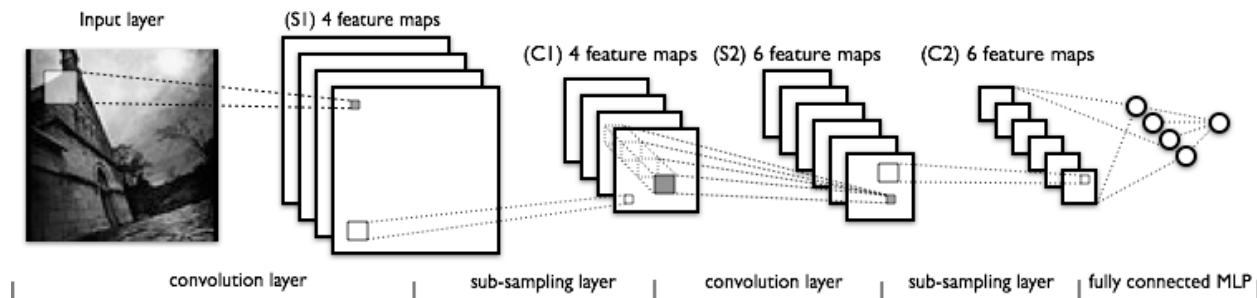 Input layer
(S1) 4 feature maps
(C1) 4 feature maps
(S2) 6 feature maps
(C2) 6 feature maps
convolution layer
sub-sampling layer
convolution layer
sub-sampling layer
fully connected MLP